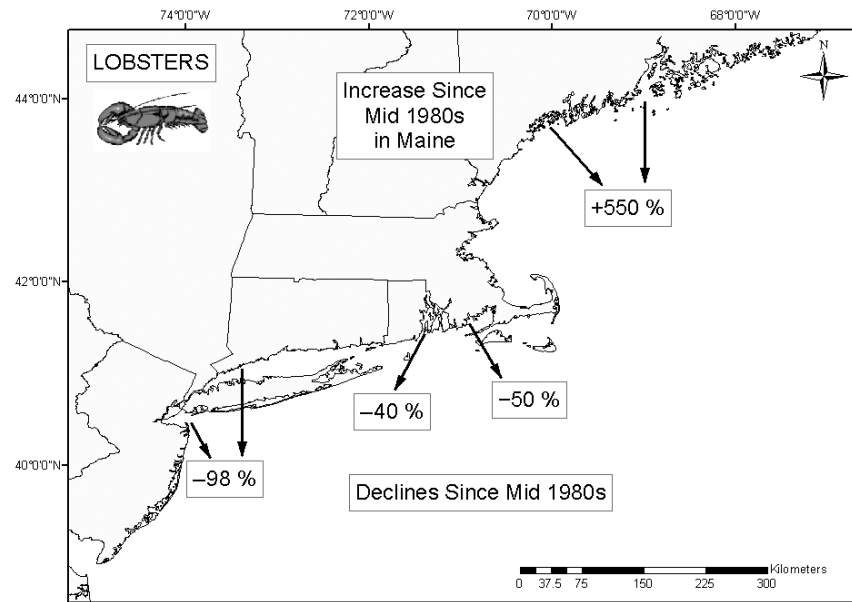 74°0'0"W 72°0'0"W 70°0'0"W 68°0'0"W
LOBSTERS
Increase Since
Mid 1980s
in Maine
N
44°0'0"N
+550 %
42°0'0"N
–40 %
–50 %
40°0'0"N
–98 %
Declines Since Mid 1980s
Kilometers
0 37.5 75 150 225 300